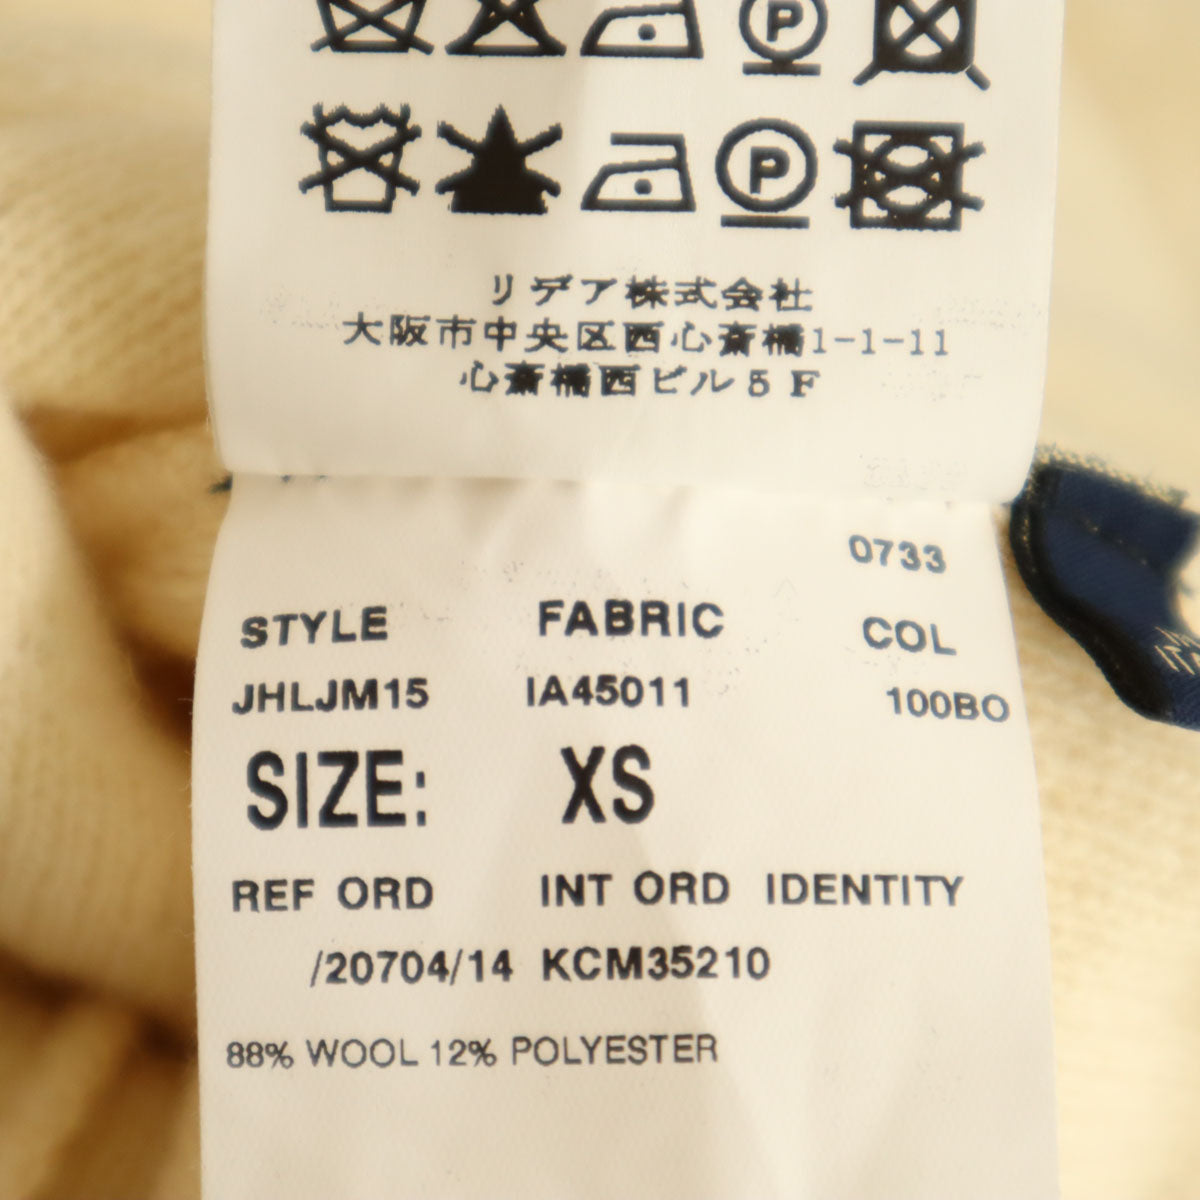 P
P
リデア株式会社
大阪市中央区西心斎橋1-1-11
心斎橋西ビル5F
0733
STYLE FABRIC COL
JHLJM15 IA45011 100BO
SIZE: XS
REF ORD INT ORD IDENTITY
/20704/14 KCM35210
88% WOOL 12% POLYESTER